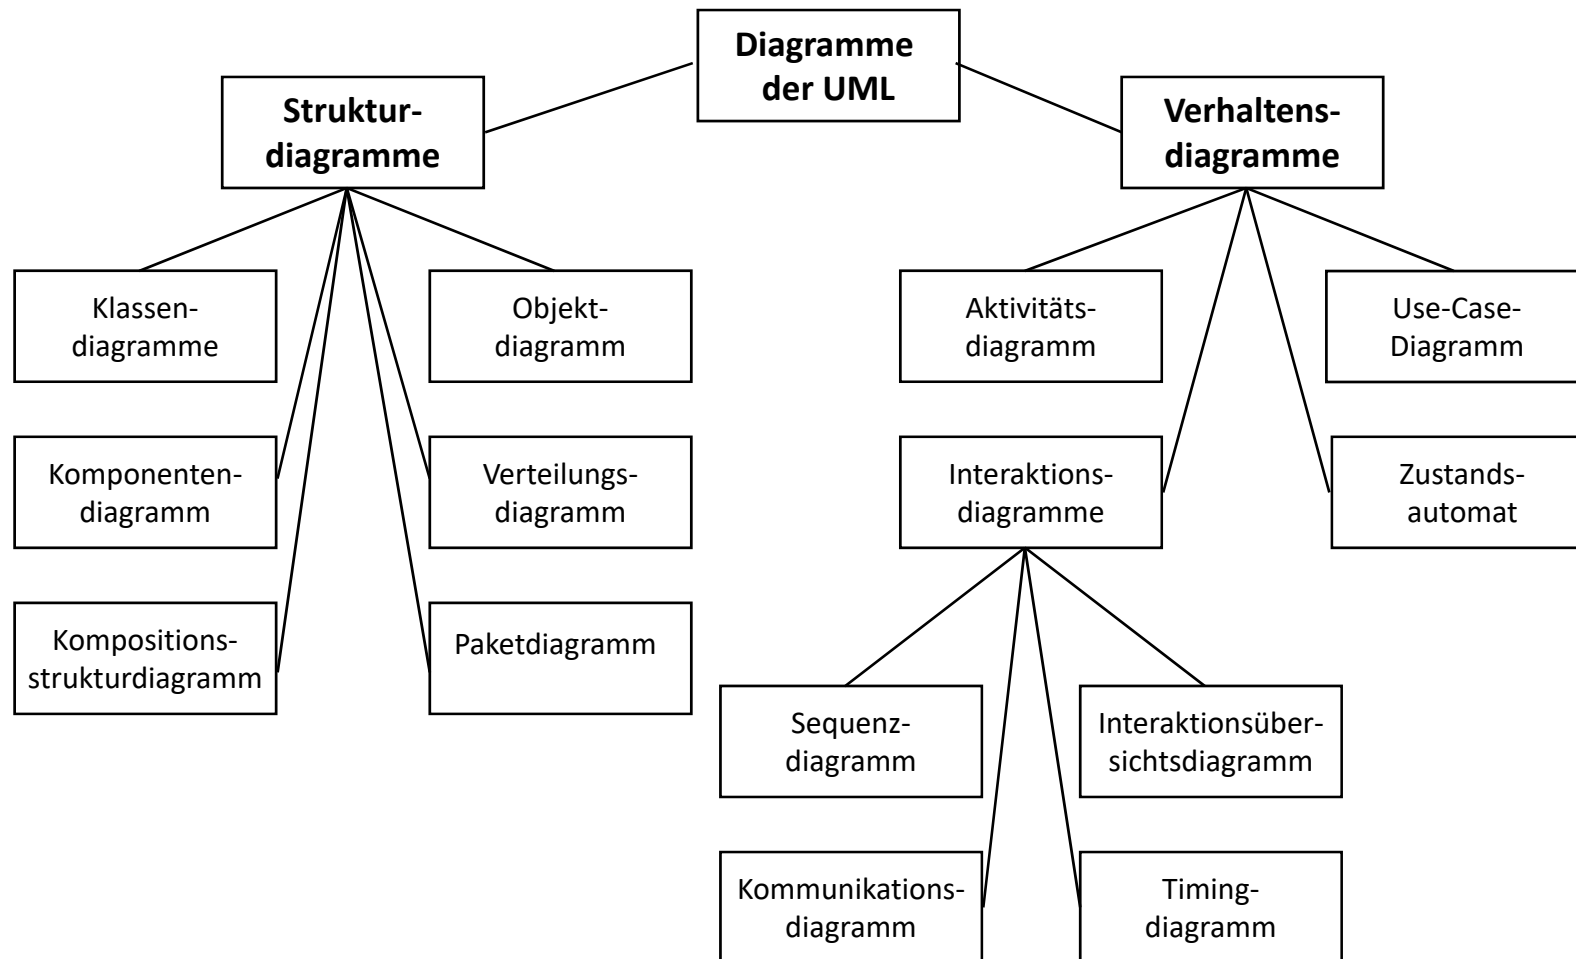 Diagramme
der UML
Struktur-
diagramme
Verhaltens-
diagramme
Klassen-
diagramme
Objekt-
diagramm
Aktivitäts-
diagramm
Use-Case-
Diagramm
Komponenten-
diagramm
Verteilungs-
diagramm
Interaktions-
diagramme
Zustands-
automat
Kompositions-
strukturdiagramm
Paketdiagramm
Sequenz-
diagramm
Interaktionsüber-
sichtsdiagramm
Kommunikations-
diagramm
Timing-
diagramm